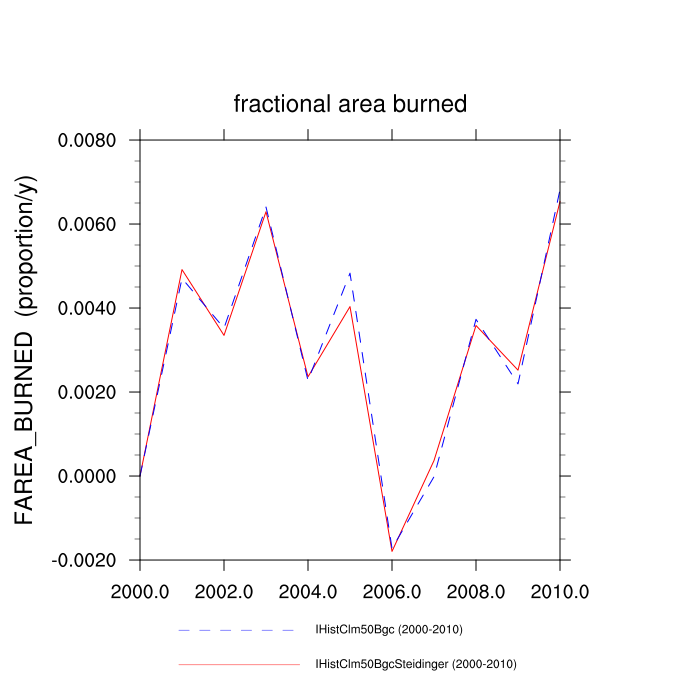 fractional area burned
FAREA_BURNED (proportion/y)
0.0080
0.0060
0.0040
0.0020
0.0000
-0.0020
2000.0 2002.0 2004.0 2006.0 2008.0 2010.0
IHistClm50Bgc (2000-2010)
IHistClm50BgcSteidinger (2000-2010)